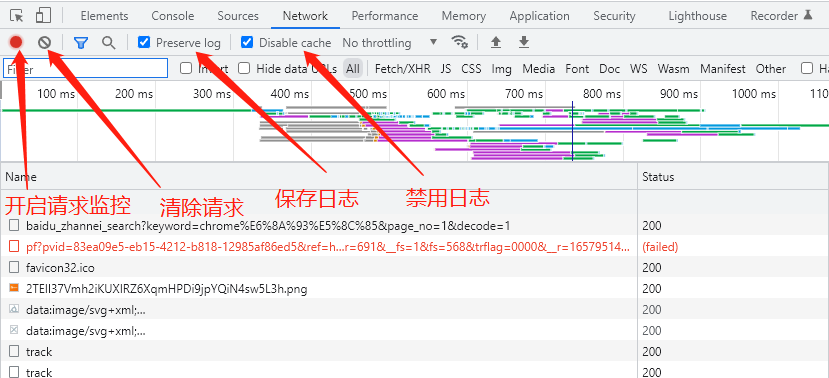 Elements Console Sources Network Performance Memory Application Security Lighthouse Recorder
Preserve log Disable cache No throttling
Filter Invert Hide data URLs All Fetch/XHR JS CSS Img Media Font Doc WS Wasm Manifest Other
100 ms 200 ms 300 ms 400 ms 500 ms 600 ms 700 ms 800 ms 900 ms 1000 ms
Name Status
开启请求监控 清除请求 保存日志 禁用日志
baidu_zhannei_search?keyword=chrome%E6%8A%93%E5%8C%85&page_no=1&decode=1 200
pf?pvid=83ea09e5-eb15-4212-b818-12985af86ed5&ref=h...r=691&__fs=1&fs=568&trflag=0000&__r=16579514... (failed)
favicon32.ico 200
2TEII37Vmh2iKUXIRZ6XqmHPDi9jpYQiN4sw5L3h.png 200
data:image/svg+xml;... 200
data:image/svg+xml;... 200
track 200
track 200